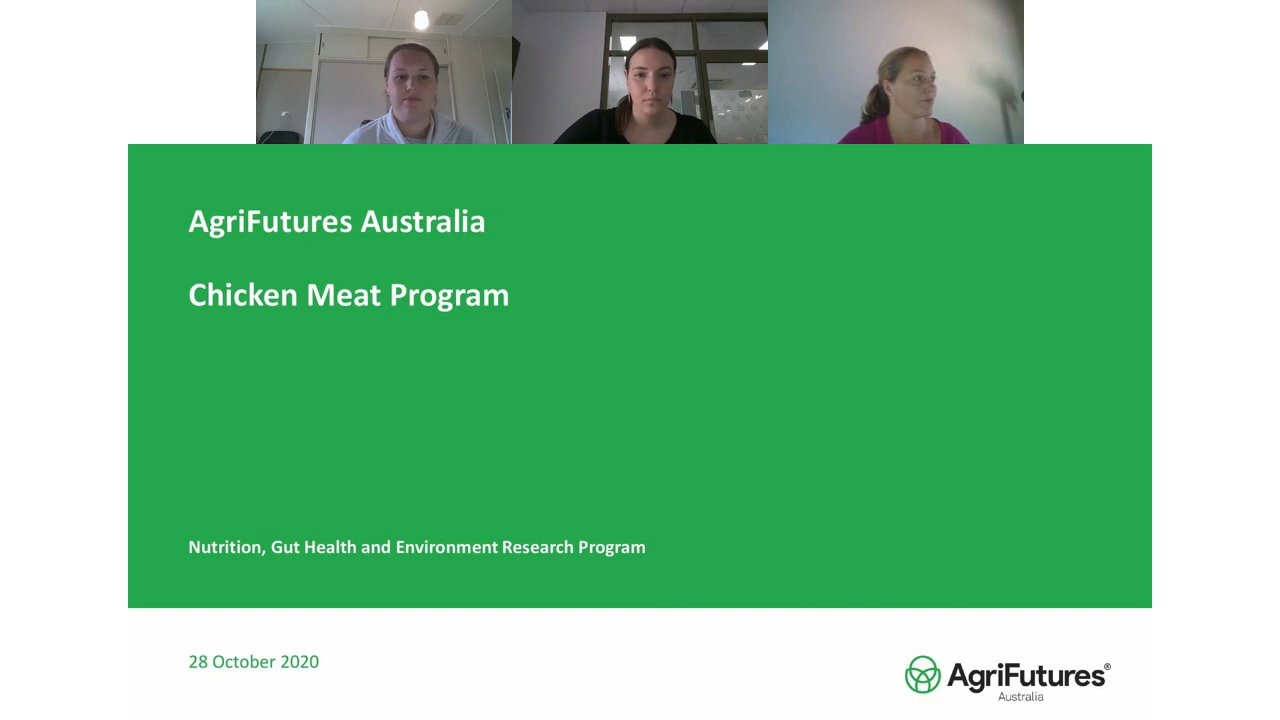 AgriFutures Australia
Chicken Meat Program
Nutrition, Gut Health and Environment Research Program
28 October 2020
AgriFutures®
Australia